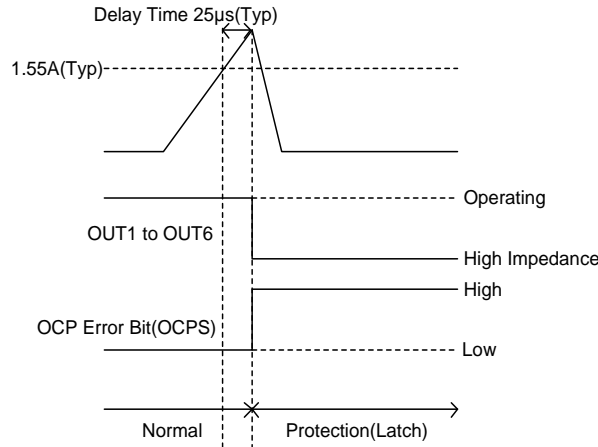 Delay Time 25µs(Typ)
1.55A(Typ)
Operating
OUT1 to OUT6
High Impedance
High
OCP Error Bit(OCPS)
Low
Normal
Protection(Latch)